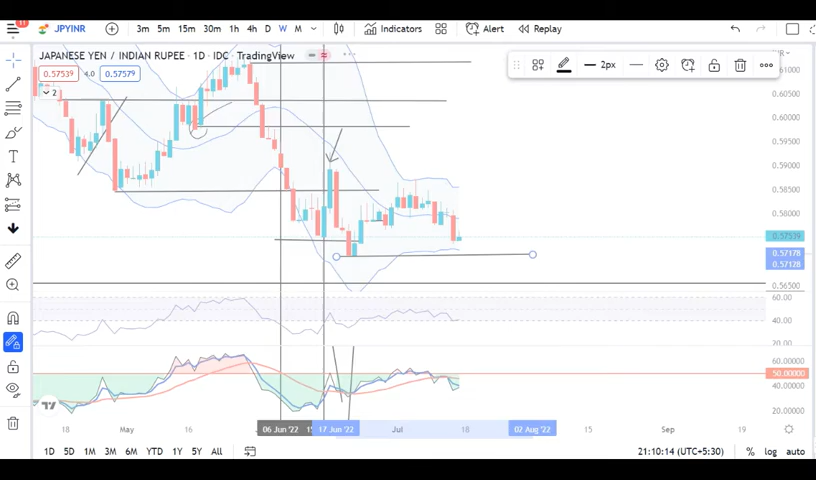 11
JPYINR
3m 5m 15m 30m 1h 4h D W M
Indicators
Alert
Replay
JAPANESE YEN / INDIAN RUPEE · 1D · IDC · TradingView
0.57539 4.0 0.57579
2
2px
0.61000
0.60500
0.60000
0.59500
0.59000
0.58500
0.58000
0.57539
0.57178
0.57128
0.56500
60.00
40.00
20.00
60.00000
50.00000
40.00000
20.00000
18 May 16 06 Jun '22 17 Jun '22 Jul 18 02 Aug '22 15 Sep 19
1D 5D 1M 3M 6M YTD 1Y 5Y All
21:10:14 (UTC+5:30) % log auto